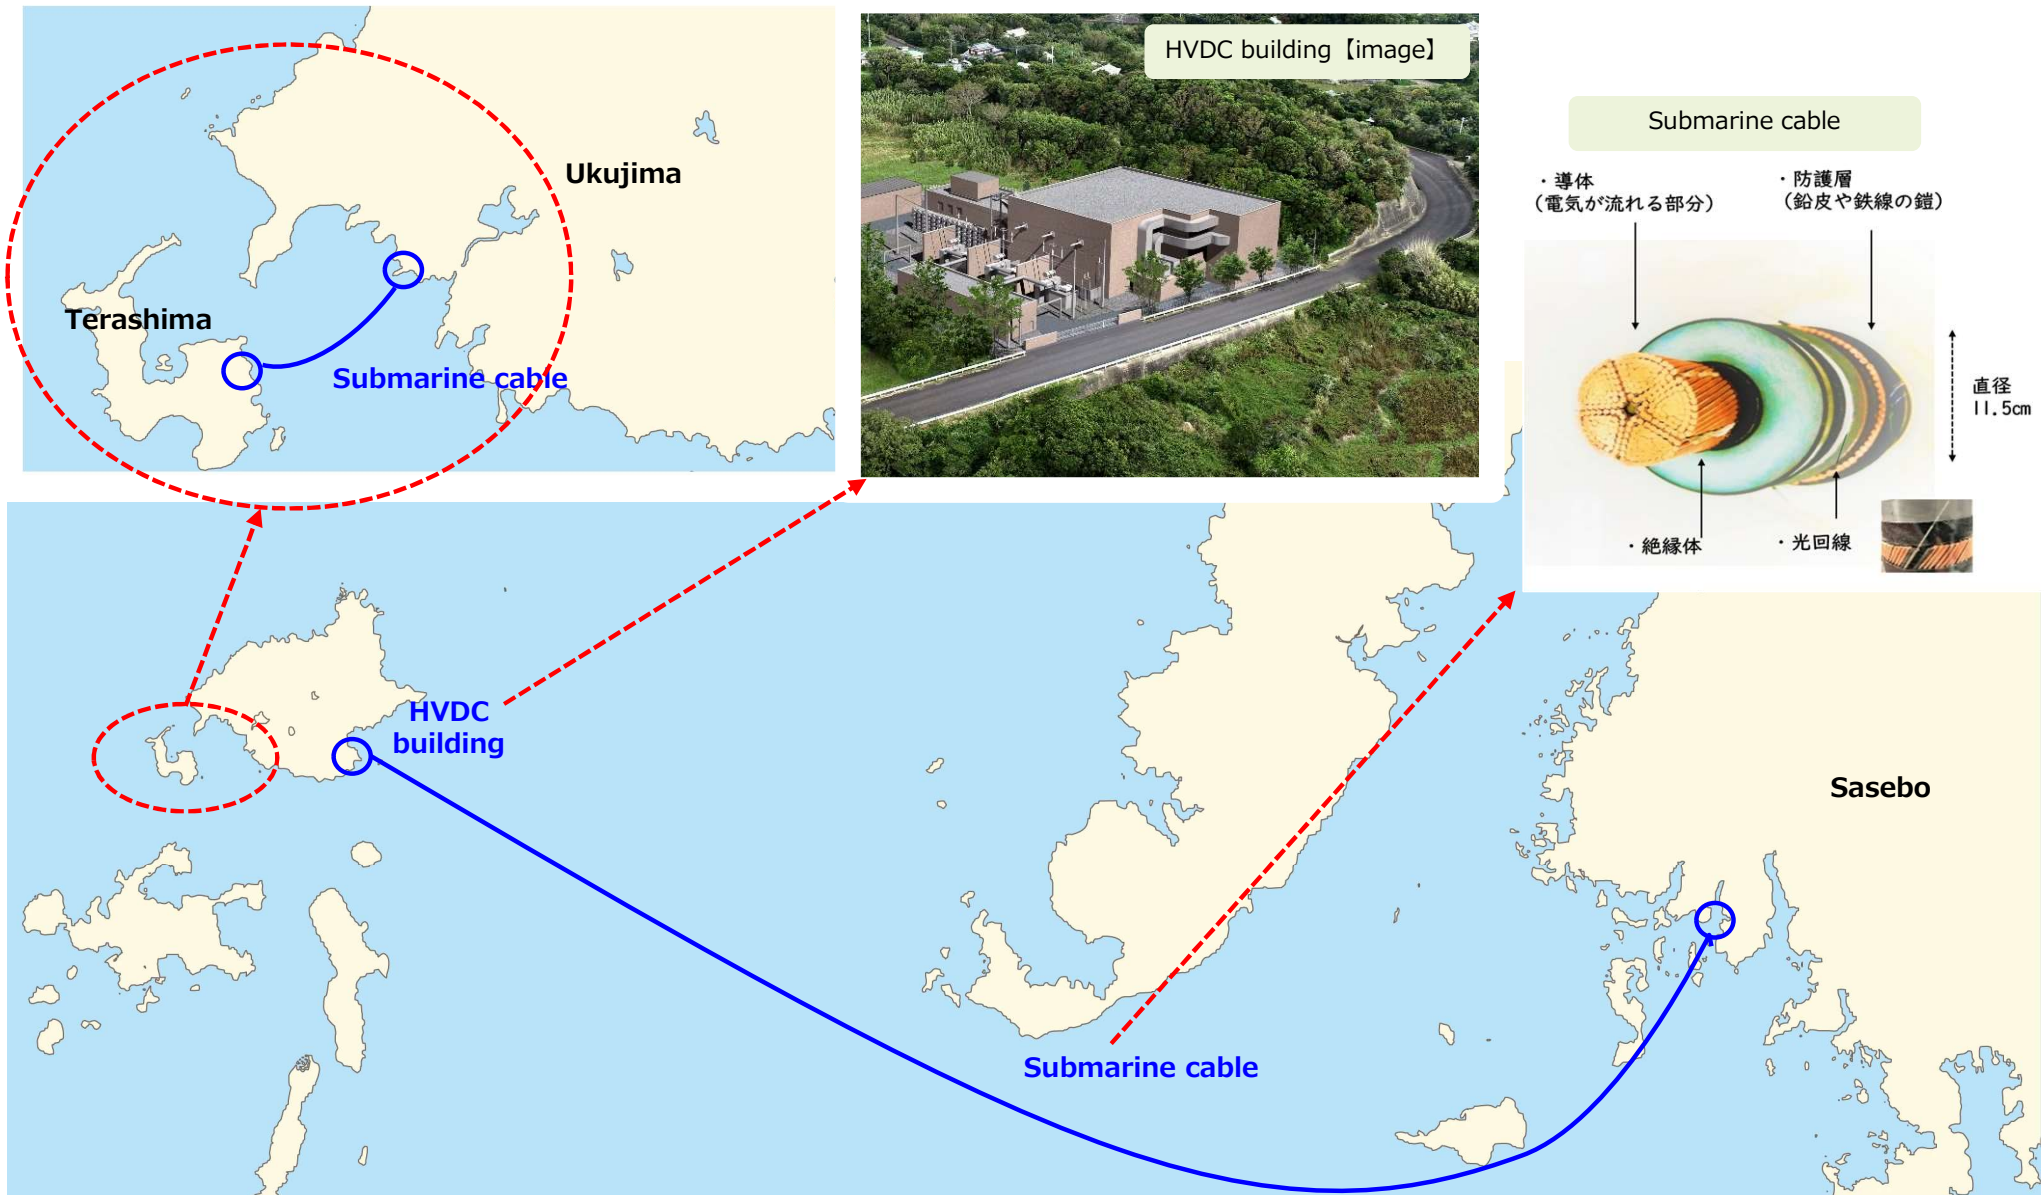 HVDC building【image】
Submarine cable
・導体
(電気が流れる部分)
・防護層
(鉛皮や鉄線の鎧)
直径
11.5cm
・絶縁体
・光回線
Ukujima
Terashima
Submarine cable
HVDC
building
Sasebo
Submarine cable